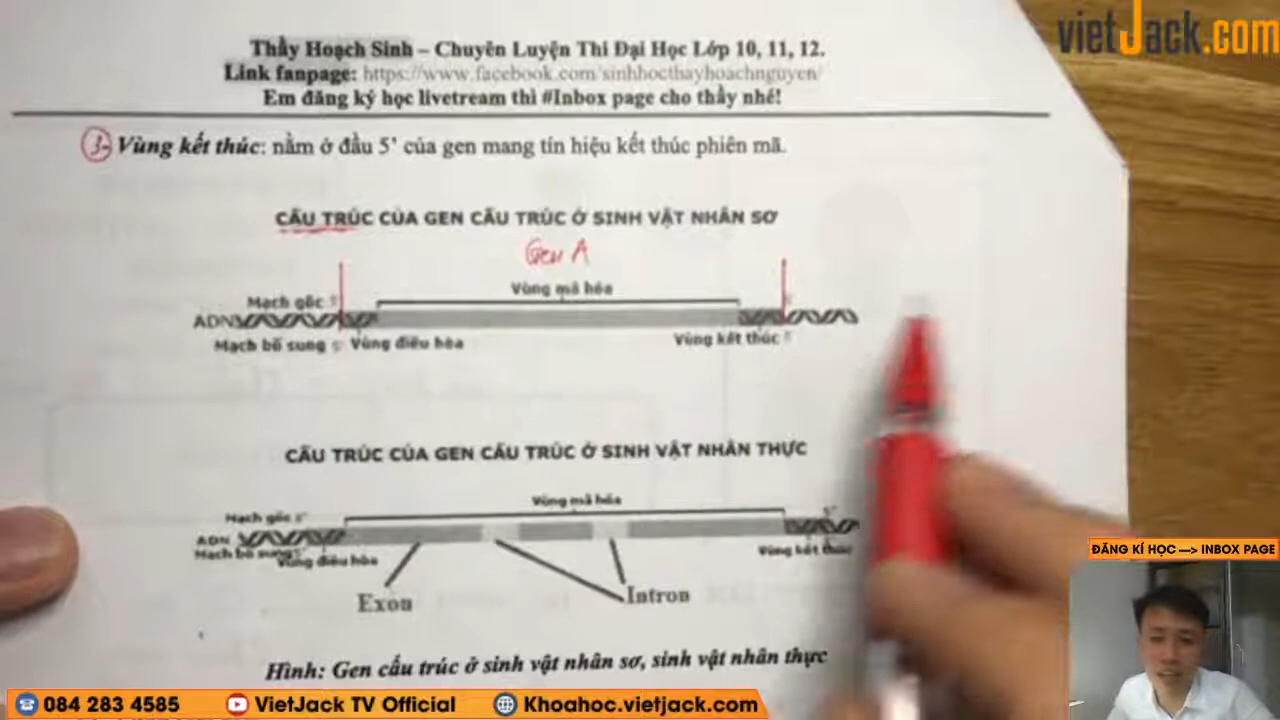 vietJack.com
Thầy Hoạch Sinh – Chuyên Luyện Thi Đại Học Lớp 10, 11, 12.
Link fanpage: https://www.facebook.com/sinhhocthayhoachnguyen/
Em đăng ký học livetream thì #Inbox page cho thầy nhé!
3- Vùng kết thúc: nằm ở đầu 5' của gen mang tín hiệu kết thúc phiên mã.
CẤU TRÚC CỦA GEN CẤU TRÚC Ở SINH VẬT NHÂN SƠ
Gen A
Vùng mã hóa
Mạch gốc
ADN
Mạch bổ sung Vùng điều hòa Vùng kết thúc
CẤU TRÚC CỦA GEN CẤU TRÚC Ở SINH VẬT NHÂN THỰC
Vùng mã hóa
Mạch gốc
ADN
Mạch bổ sung Vùng điều hòa Vùng kết thúc
Exon Intron
Hình: Gen cấu trúc ở sinh vật nhân sơ, sinh vật nhân thực
ĐĂNG KÍ HỌC —> INBOX PAGE
084 283 4585 VietJack TV Official Khoahoc.vietjack.com